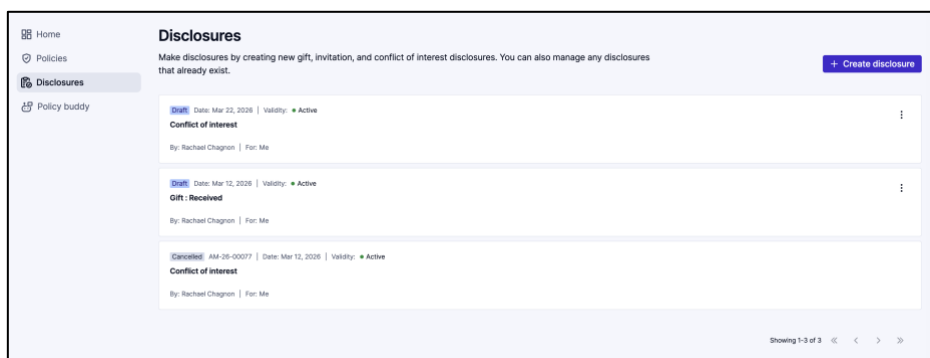 Home
Policies
Disclosures
Policy buddy
Disclosures
Make disclosures by creating new gift, invitation, and conflict of interest disclosures. You can also manage any disclosures
that already exist.
+ Create disclosure
Draft Date: Mar 22, 2026 | Validity: Active
Conflict of interest
By: Rachael Chagnon | For: Me
Draft Date: Mar 12, 2026 | Validity: Active
Gift : Received
By: Rachael Chagnon | For: Me
Cancelled AM-26-00077 | Date: Mar 12, 2026 | Validity: Active
Conflict of interest
By: Rachael Chagnon | For: Me
Showing 1-3 of 3